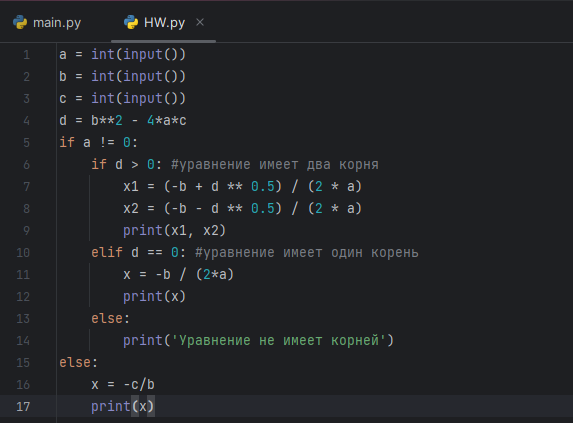 main.py HW.py ×
1 a = int(input())
2 b = int(input())
3 c = int(input())
4 d = b**2 - 4*a*c
5 if a != 0:
6     if d > 0: #уравнение имеет два корня
7         x1 = (-b + d ** 0.5) / (2 * a)
8         x2 = (-b - d ** 0.5) / (2 * a)
9         print(x1, x2)
10     elif d == 0: #уравнение имеет один корень
11         x = -b / (2*a)
12         print(x)
13     else:
14         print('Уравнение не имеет корней')
15 else:
16     x = -c/b
17     print(x)